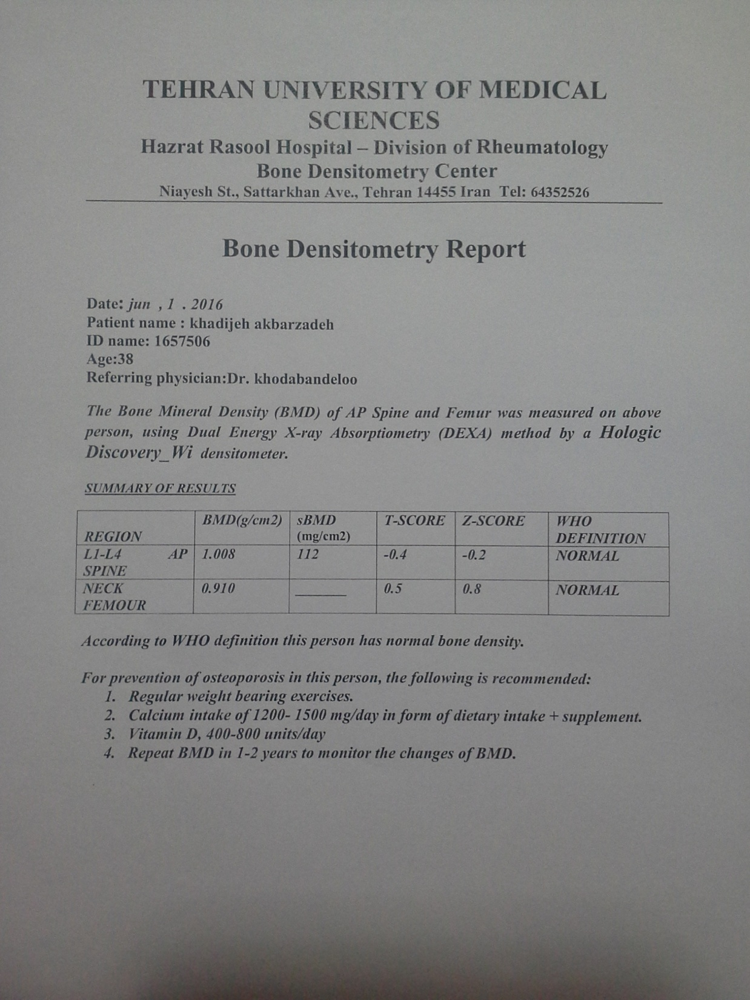 TEHRAN UNIVERSITY OF MEDICAL
SCIENCES
Hazrat Rasool Hospital – Division of Rheumatology
Bone Densitometry Center
Niayesh St., Sattarkhan Ave., Tehran 14455 Iran Tel: 64352526
Bone Densitometry Report
Date: jun , 1 . 2016
Patient name : khadijeh akbarzadeh
ID name: 1657506
Age:38
Referring physician:Dr. khodabandeloo
The Bone Mineral Density (BMD) of AP Spine and Femur was measured on above
person, using Dual Energy X-ray Absorptiometry (DEXA) method by a Hologic
Discovery_Wi densitometer.
SUMMARY OF RESULTS
REGION BMD(g/cm2) sBMD (mg/cm2) T-SCORE Z-SCORE WHO DEFINITION
L1-L4 AP SPINE 1.008 112 -0.4 -0.2 NORMAL
NECK FEMOUR 0.910 ______ 0.5 0.8 NORMAL
According to WHO definition this person has normal bone density.
For prevention of osteoporosis in this person, the following is recommended:
1. Regular weight bearing exercises.
2. Calcium intake of 1200- 1500 mg/day in form of dietary intake + supplement.
3. Vitamin D, 400-800 units/day
4. Repeat BMD in 1-2 years to monitor the changes of BMD.